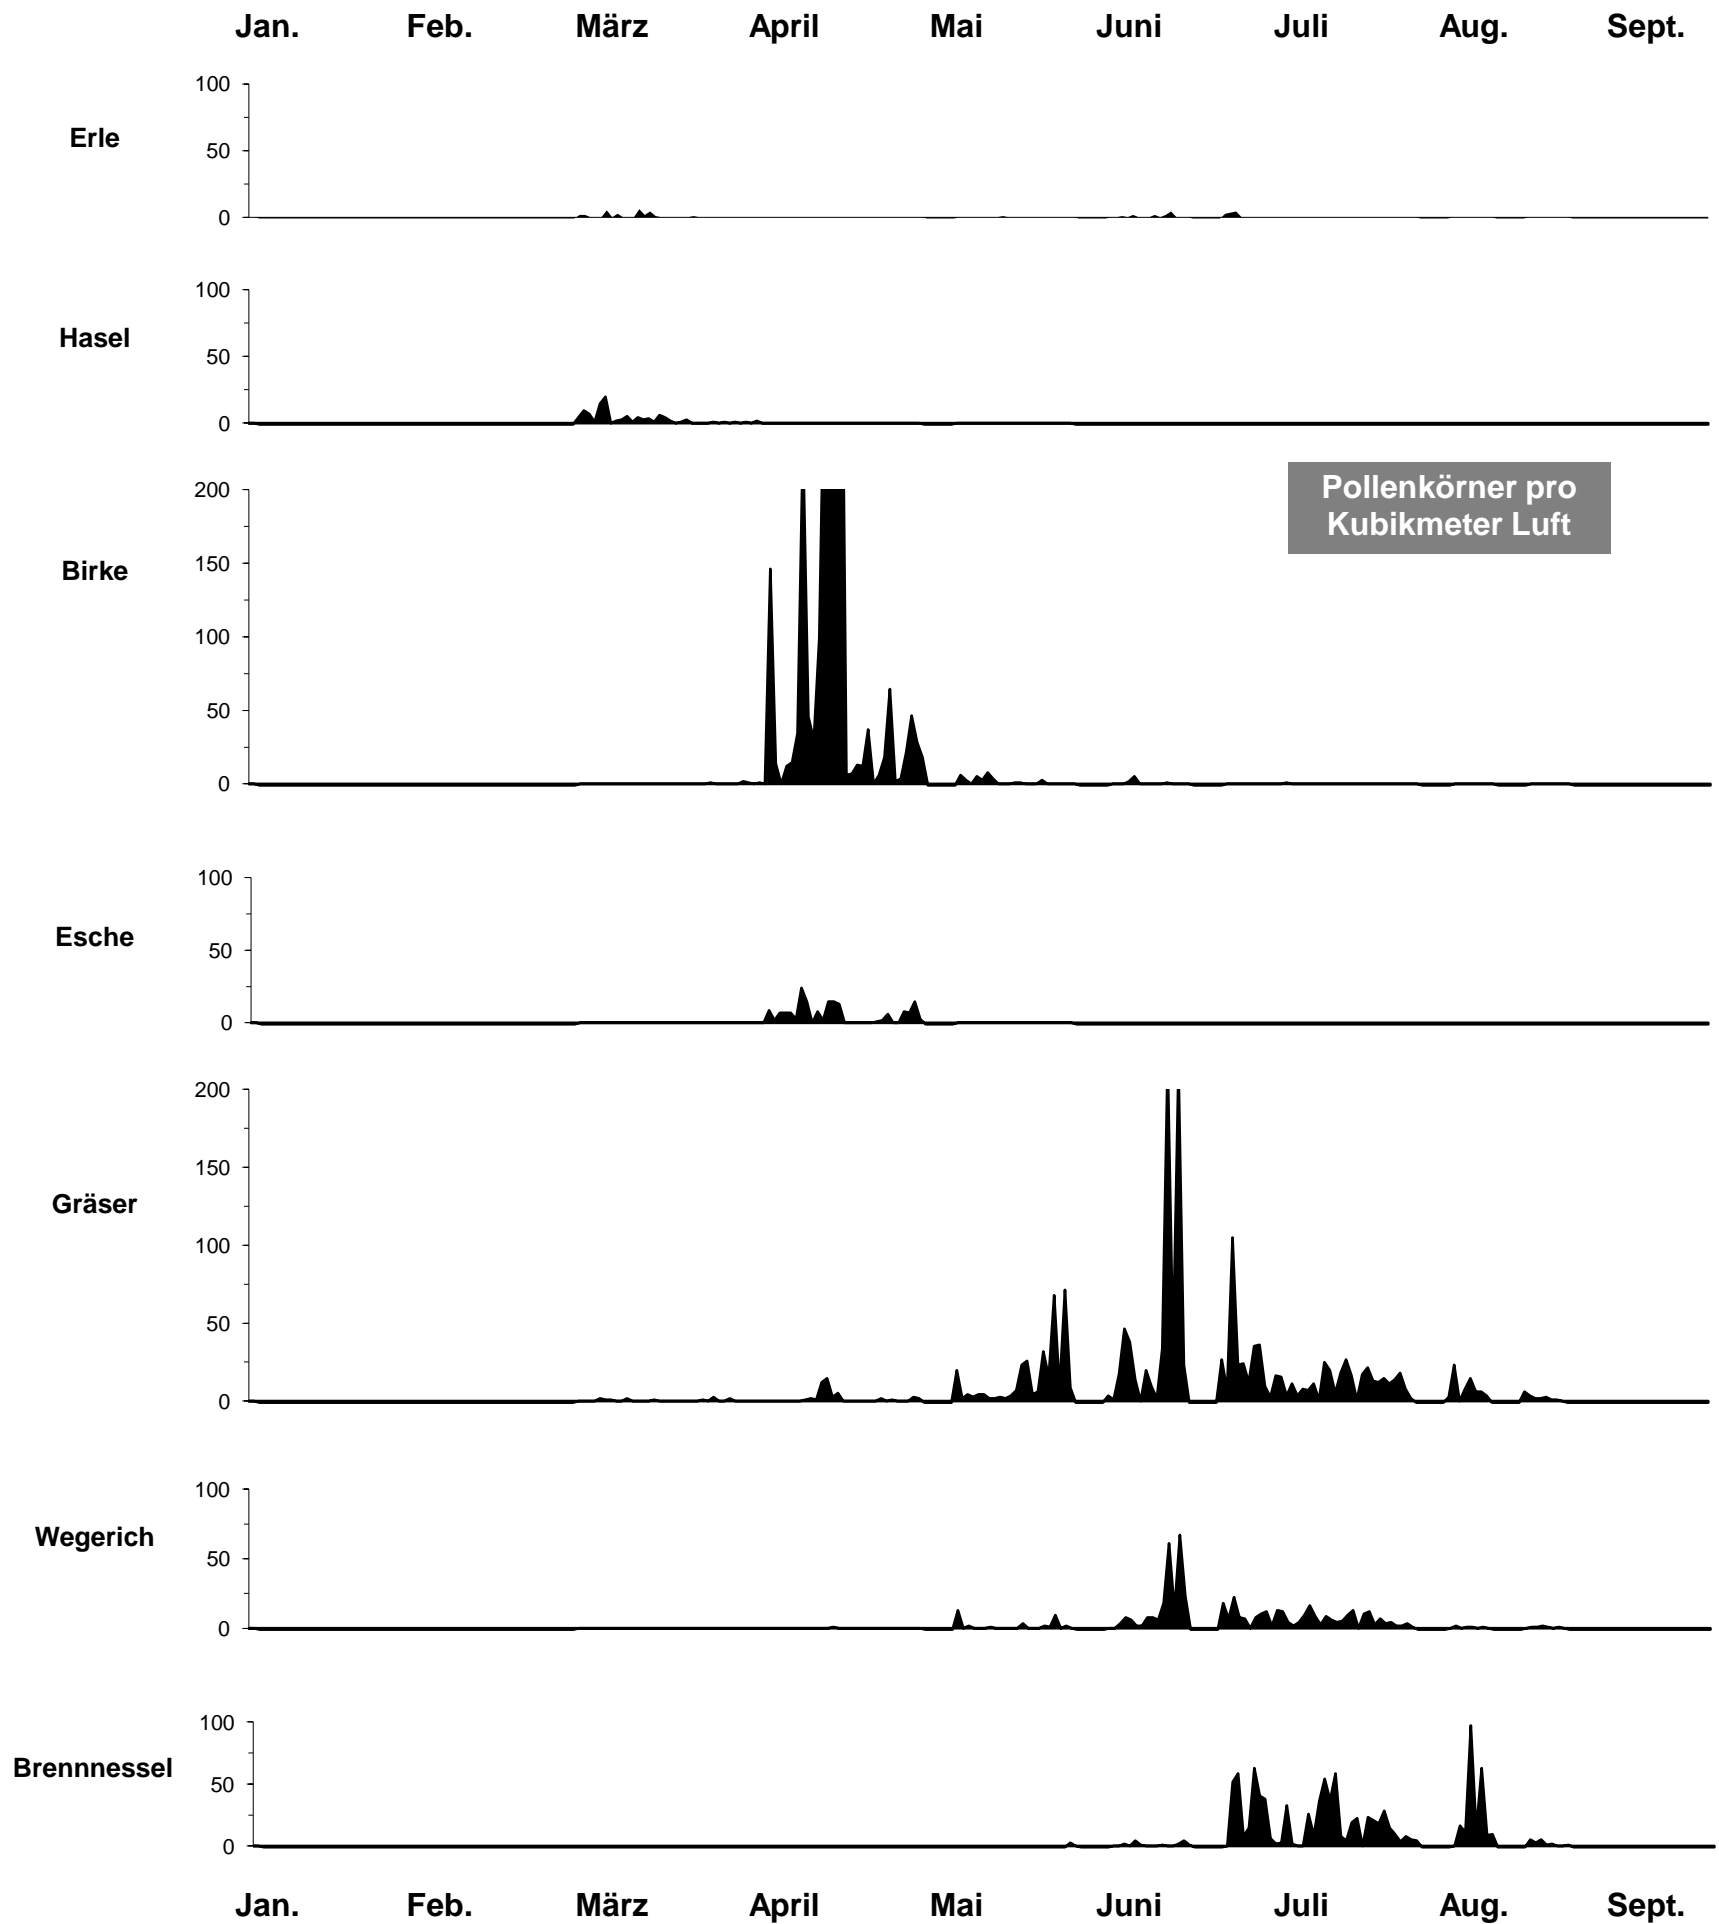 Jan. Feb. März April Mai Juni Juli Aug. Sept.
100
Erle
50
0
100
Hasel
50
0
Pollenkörner pro
Kubikmeter Luft
200
150
Birke
100
50
0
100
Esche
50
0
200
150
Gräser
100
50
0
100
Wegerich
50
0
100
Brennnessel
50
0
Jan. Feb. März April Mai Juni Juli Aug. Sept.